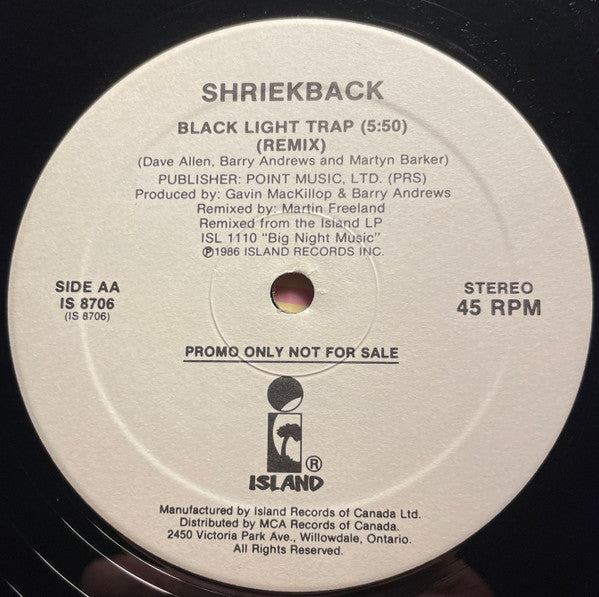 SHRIEKBACK
BLACK LIGHT TRAP (5:50)
(REMIX)
(Dave Allen, Barry Andrews and Martyn Barker)
PUBLISHER: POINT MUSIC, LTD. (PRS)
Produced by: Gavin MacKillop & Barry Andrews
Remixed by: Martin Freeland
Remixed from the Island LP
ISL 1110 "Big Night Music"
℗1986 ISLAND RECORDS INC.
SIDE AA
IS 8706
(IS 8706)
STEREO
45 RPM
PROMO ONLY NOT FOR SALE
i ®
ISLAND
Manufactured by Island Records of Canada Ltd.
Distributed by MCA Records of Canada.
2450 Victoria Park Ave., Willowdale, Ontario.
All Rights Reserved.